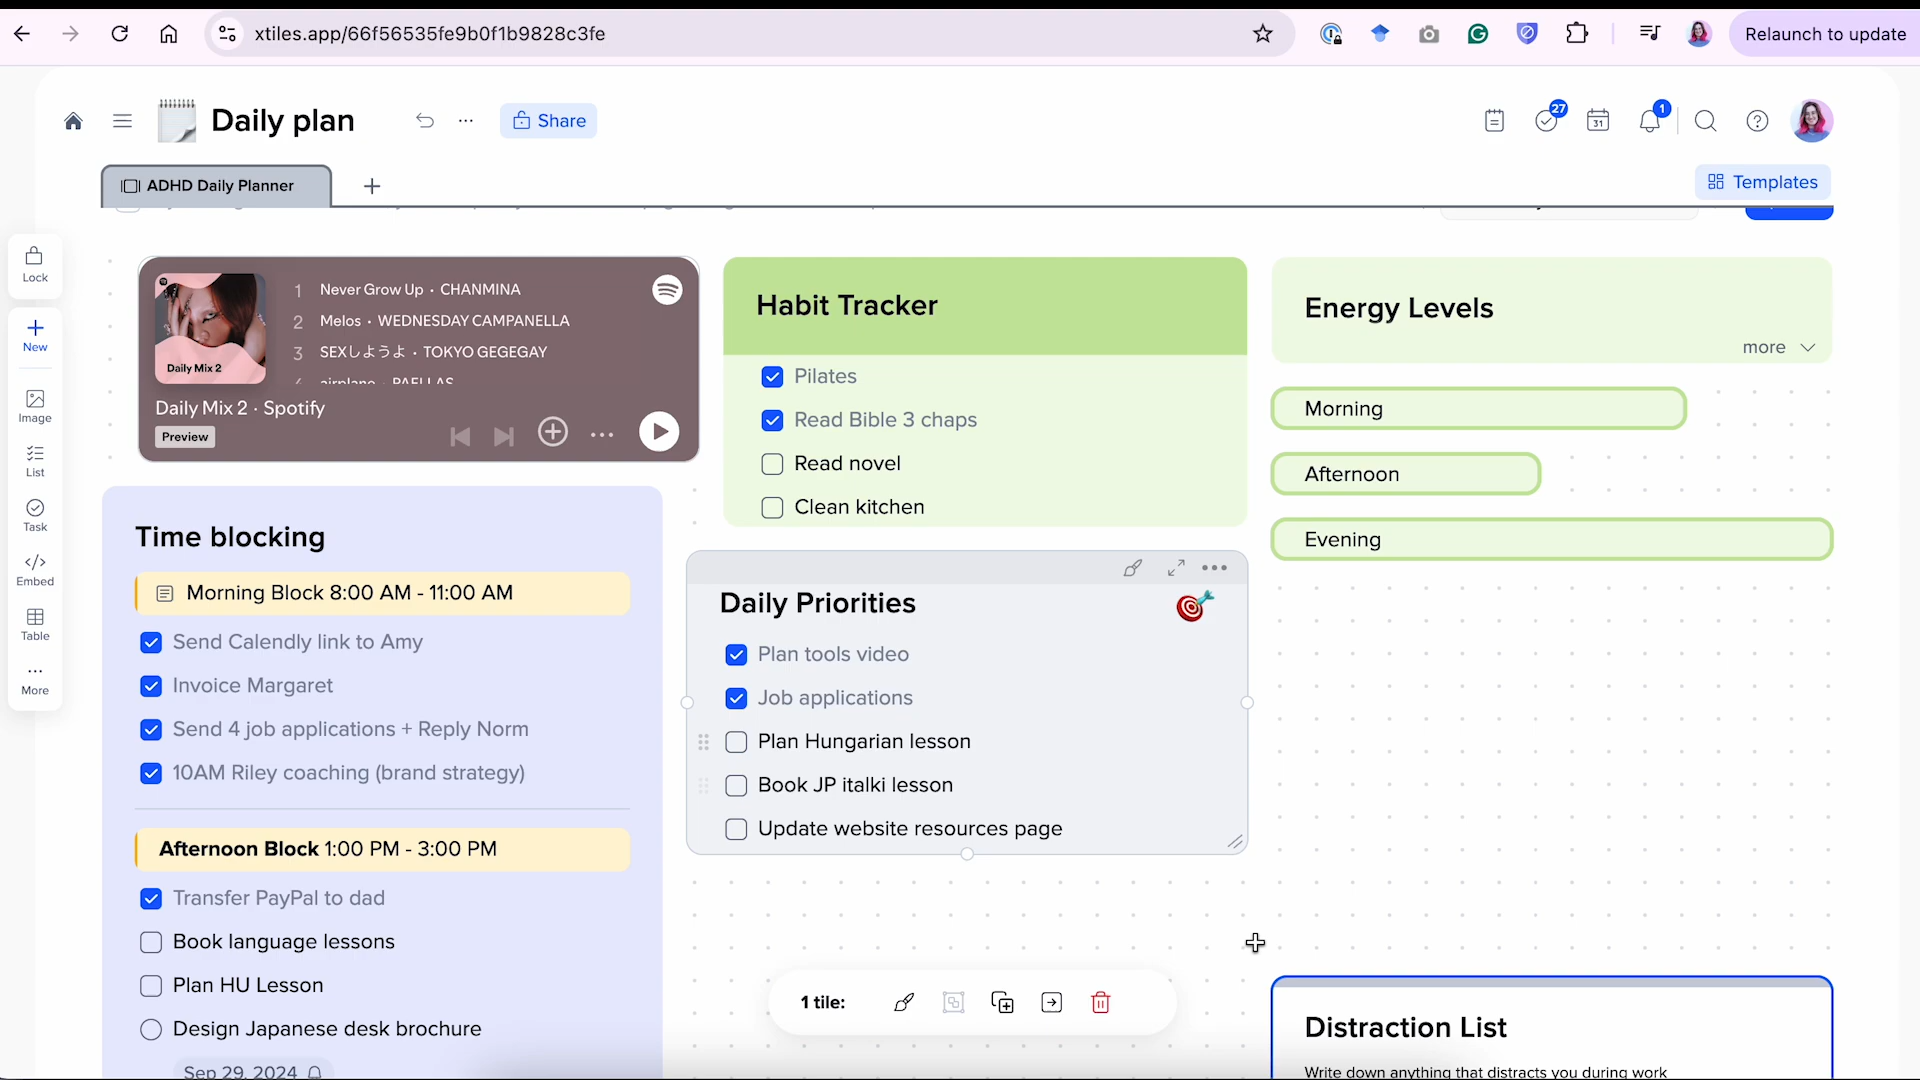 xtiles.app/66f56535fe9b0f1b9828c3fe
Relaunch to update
Daily plan
...
Share
27
31
1
ADHD Daily Planner
Templates
Lock
New
Image
List
Task
Embed
Table
More
Daily Mix 2
1 Never Grow Up • CHANMINA
2 Melos • WEDNESDAY CAMPANELLA
3 SEXしようよ • TOKYO GEGEGAY
4 airplane • PAELLAS
Daily Mix 2 · Spotify
Preview
Habit Tracker
Pilates
Read Bible 3 chaps
Read novel
Clean kitchen
Energy Levels
more
Morning
Afternoon
Evening
Time blocking
Morning Block 8:00 AM - 11:00 AM
Send Calendly link to Amy
Invoice Margaret
Send 4 job applications + Reply Norm
10AM Riley coaching (brand strategy)
Afternoon Block 1:00 PM - 3:00 PM
Transfer PayPal to dad
Book language lessons
Plan HU Lesson
Design Japanese desk brochure
Sep 29, 2024
Daily Priorities
Plan tools video
Job applications
Plan Hungarian lesson
Book JP italki lesson
Update website resources page
1 tile:
Distraction List
Write down anything that distracts you during work